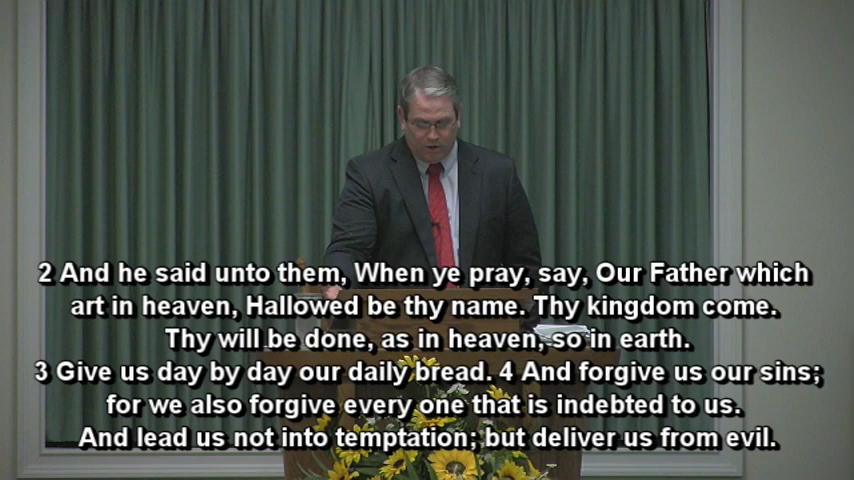 2 And he said unto them, When ye pray, say, Our Father which
art in heaven, Hallowed be thy name. Thy kingdom come.
Thy will be done, as in heaven, so in earth.
3 Give us day by day our daily bread. 4 And forgive us our sins;
for we also forgive every one that is indebted to us.
And lead us not into temptation; but deliver us from evil.